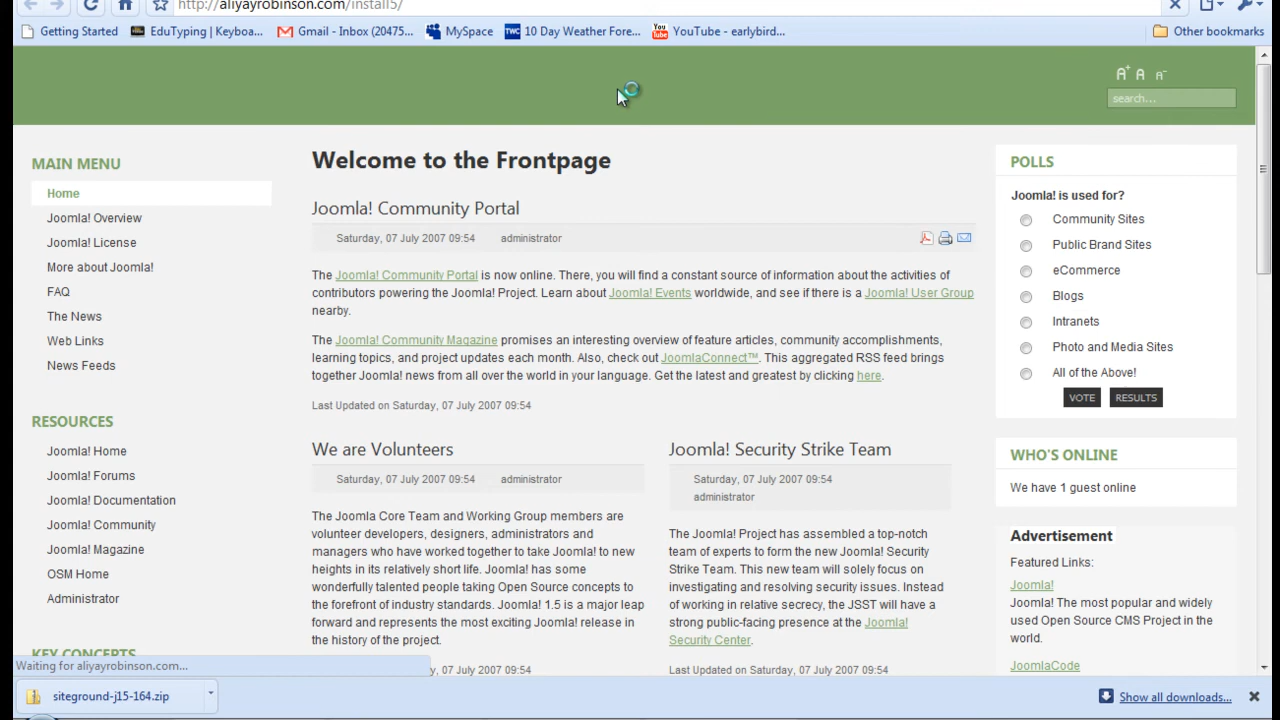 http://aliyayrobinson.com/install5/
Getting Started
EduTyping | Keyboa...
Gmail - Inbox (20475...
MySpace
TWC
10 Day Weather Fore...
You Tube
YouTube - earlybird...
Other bookmarks
A+ A A-
search...
MAIN MENU
Home
Joomla! Overview
Joomla! License
More about Joomla!
FAQ
The News
Web Links
News Feeds
RESOURCES
Joomla! Home
Joomla! Forums
Joomla! Documentation
Joomla! Community
Joomla! Magazine
OSM Home
Administrator
KEY CONCEPTS
Welcome to the Frontpage
Joomla! Community Portal
Saturday, 07 July 2007 09:54 administrator
The Joomla! Community Portal is now online. There, you will find a constant source of information about the activities of
contributors powering the Joomla! Project. Learn about Joomla! Events worldwide, and see if there is a Joomla! User Group
nearby.
The Joomla! Community Magazine promises an interesting overview of feature articles, community accomplishments,
learning topics, and project updates each month. Also, check out JoomlaConnect™. This aggregated RSS feed brings
together Joomla! news from all over the world in your language. Get the latest and greatest by clicking here.
Last Updated on Saturday, 07 July 2007 09:54
We are Volunteers
Saturday, 07 July 2007 09:54 administrator
The Joomla Core Team and Working Group members are
volunteer developers, designers, administrators and
managers who have worked together to take Joomla! to new
heights in its relatively short life. Joomla! has some
wonderfully talented people taking Open Source concepts to
the forefront of industry standards. Joomla! 1.5 is a major leap
forward and represents the most exciting Joomla! release in
the history of the project.
y, 07 July 2007 09:54
Joomla! Security Strike Team
Saturday, 07 July 2007 09:54
administrator
The Joomla! Project has assembled a top-notch
team of experts to form the new Joomla! Security
Strike Team. This new team will solely focus on
investigating and resolving security issues. Instead
of working in relative secrecy, the JSST will have a
strong public-facing presence at the Joomla!
Security Center.
Last Updated on Saturday, 07 July 2007 09:54
POLLS
Joomla! is used for?
Community Sites
Public Brand Sites
eCommerce
Blogs
Intranets
Photo and Media Sites
All of the Above!
VOTE RESULTS
WHO'S ONLINE
We have 1 guest online
Advertisement
Featured Links:
Joomla!
Joomla! The most popular and widely
used Open Source CMS Project in the
world.
JoomlaCode
Waiting for aliyayrobinson.com...
siteground-j15-164.zip
Show all downloads...